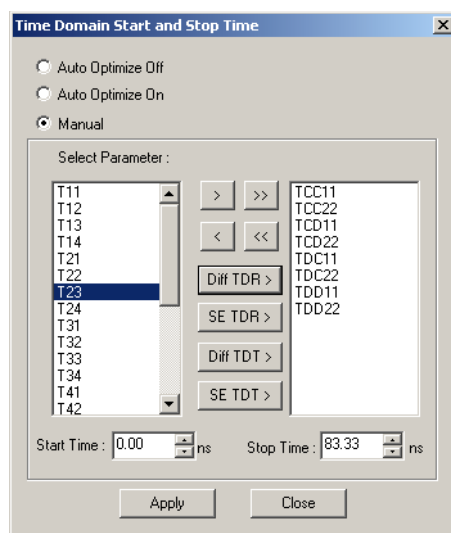 Time Domain Start and Stop Time
Auto Optimize Off
Auto Optimize On
Manual
Select Parameter :
T11
T12
T13
T14
T21
T22
T23
T24
T31
T32
T33
T34
T41
T42
>
>>
<
<<
Diff TDR >
SE TDR >
Diff TDT >
SE TDT >
TCC11
TCC22
TCD11
TCD22
TDC11
TDC22
TDD11
TDD22
Start Time : 0.00 ns
Stop Time : 83.33 ns
Apply
Close